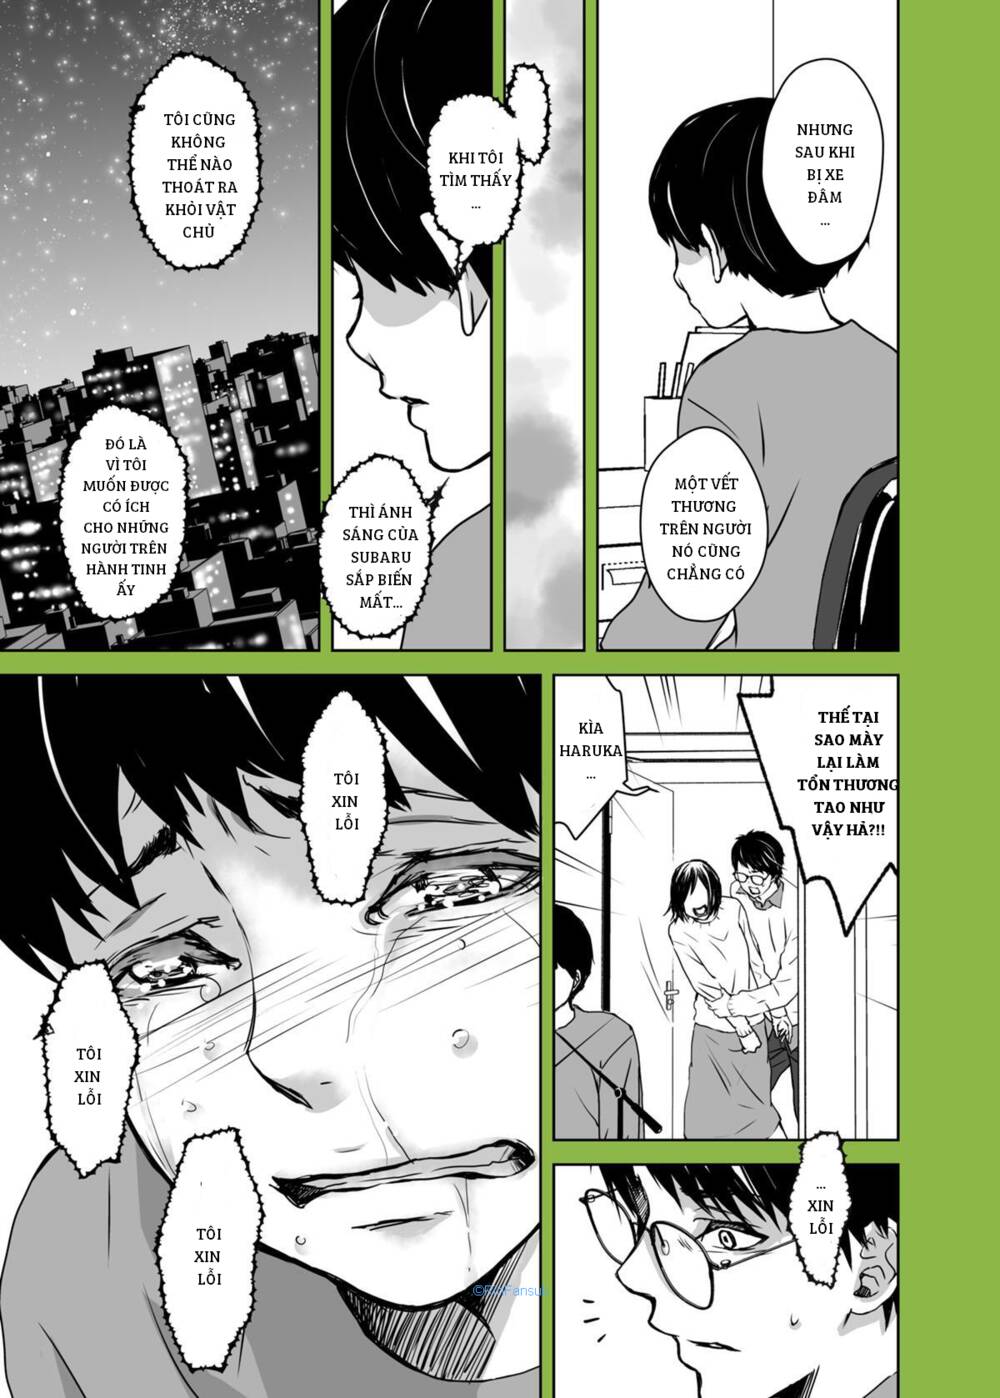 NHƯNG
SAU KHI
BỊ XE
ĐÂM
...
MỘT VẾT
THƯƠNG
TRÊN NGƯỜI
NÓ CŨNG
CHẲNG CÓ
KHI TÔI
TÌM THẤY
...
THÌ ÁNH
SÁNG CỦA
SUBARU
SẮP BIẾN
MẤT...
TÔI CŨNG
KHÔNG
THỂ NÀO
THOÁT RA
KHỎI VẬT
CHỦ
ĐÓ LÀ
VÌ TÔI
MUỐN ĐƯỢC
CÓ ÍCH
CHO NHỮNG
NGƯỜI TRÊN
HÀNH TINH
ẤY
THẾ TẠI
SAO MÀY
LẠI LÀM
TỔN THƯƠNG
TAO NHƯ
VẬY HẢ?!!
KÌA
HARUKA
...
...
XIN
LỖI
TÔI
XIN
LỖI
TÔI
XIN
LỖI
TÔI
XIN
LỖI